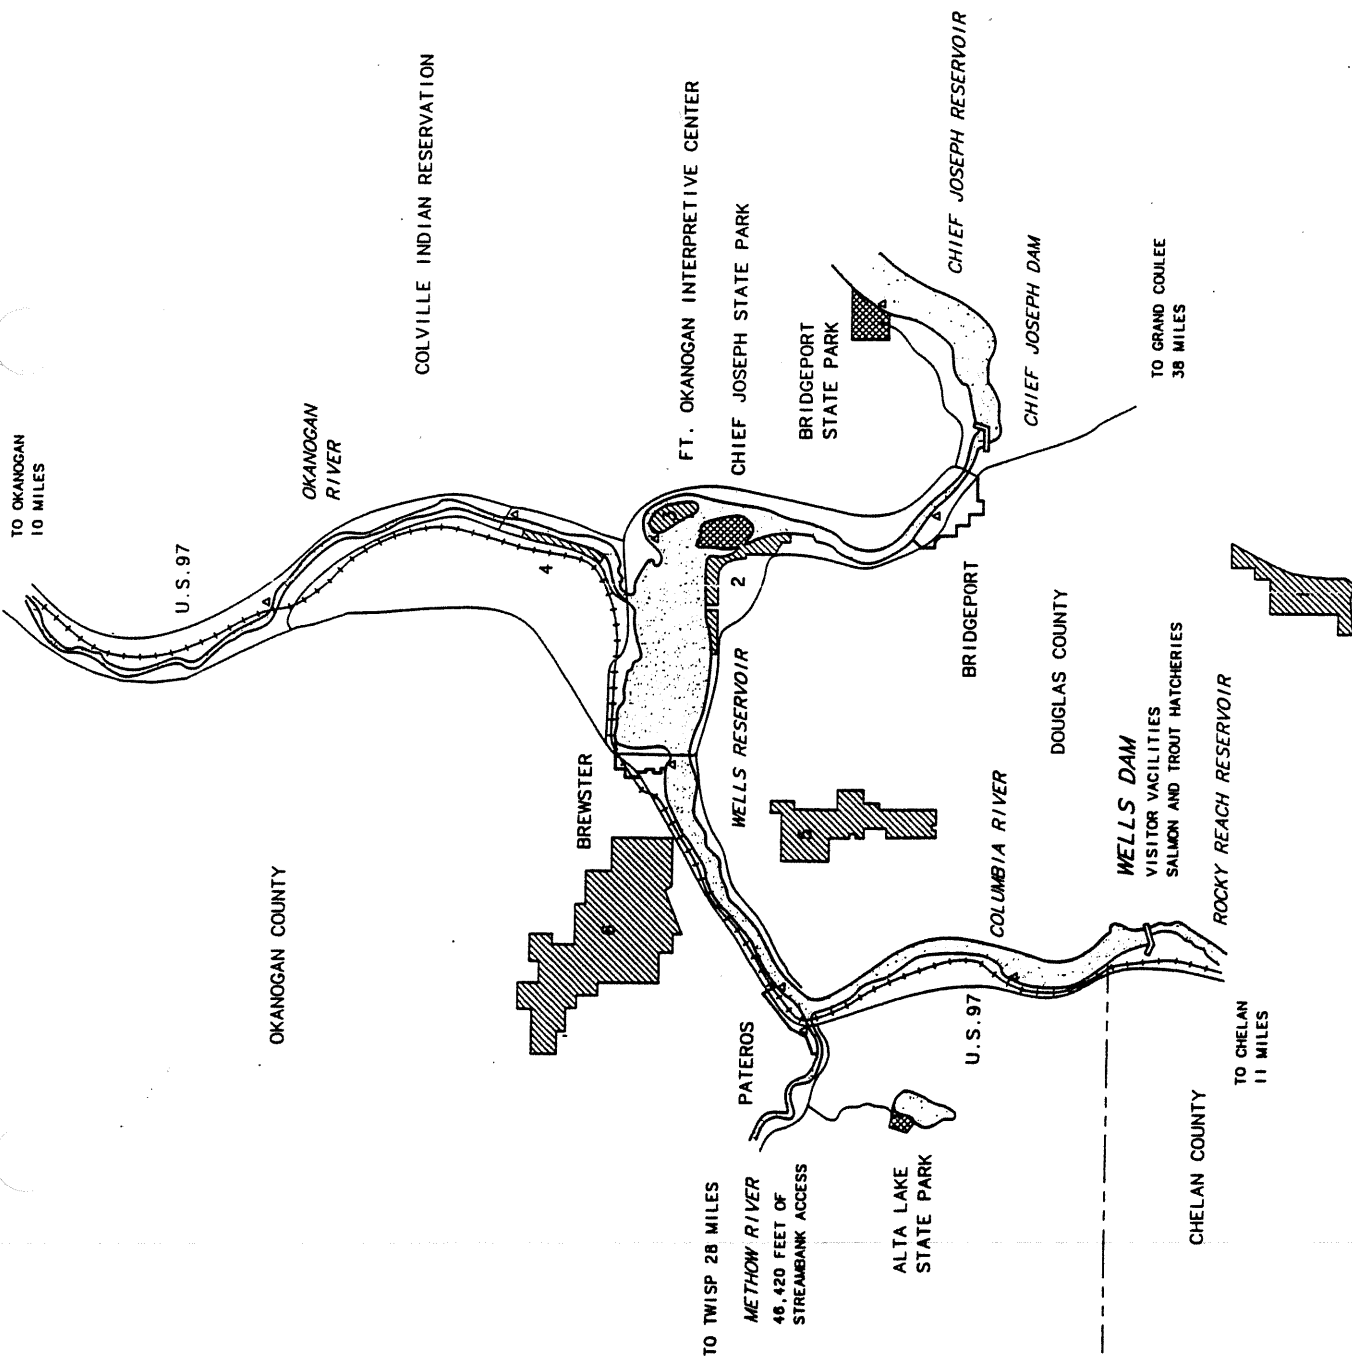 TO OKANOGAN
10 MILES
U.S.97
OKANOGAN
RIVER
COLVILLE INDIAN RESERVATION
OKANOGAN COUNTY
4
BREWSTER
6
FT. OKANOGAN INTERPRETIVE CENTER
CHIEF JOSEPH STATE PARK
3
2
WELLS RESERVOIR
BRIDGEPORT
STATE PARK
CHIEF JOSEPH RESERVOIR
CHIEF JOSEPH DAM
TO GRAND COULEE
38 MILES
BRIDGEPORT
DOUGLAS COUNTY
5
1
COLUMBIA RIVER
WELLS DAM
VISITOR VACILITIES
SALMON AND TROUT HATCHERIES
ROCKY REACH RESERVOIR
PATEROS
U.S.97
TO TWISP 28 MILES
METHOW RIVER
46,420 FEET OF
STREAMBANK ACCESS
ALTA LAKE
STATE PARK
TO CHELAN
11 MILES
CHELAN COUNTY